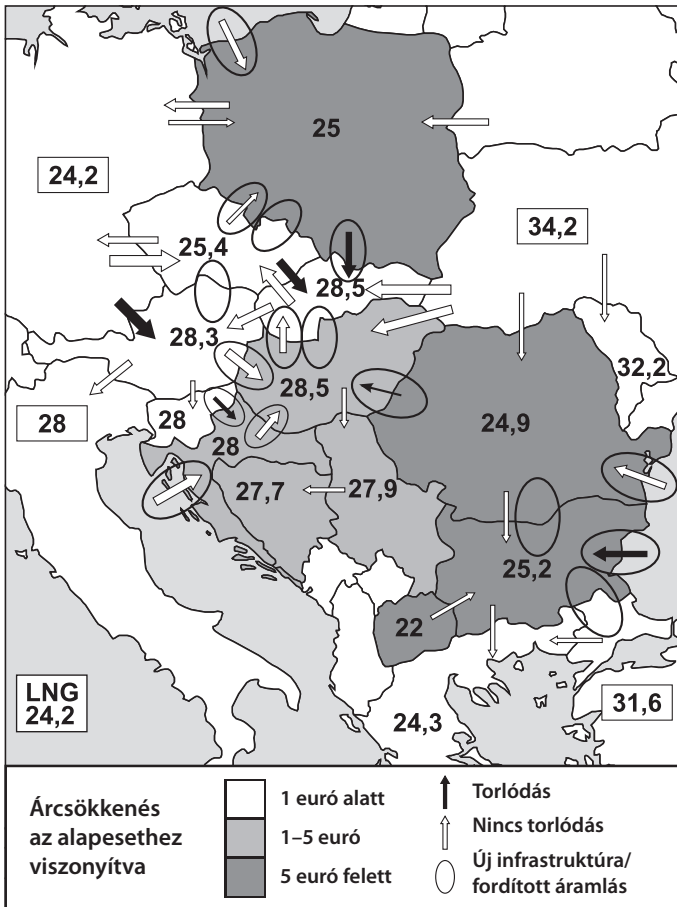 25
24,2
34,2
25,4
28,5
28,3
32,2
28,5
24,9
28
28
28
27,7
27,9
25,2
22
LNG
24,2
24,3
31,6
Árcsökkenés
az alapesethez
viszonyítva
1 euró alatt
1–5 euró
5 euró felett
Torlódás
Nincs torlódás
Új infrastruktúra/
fordított áramlás